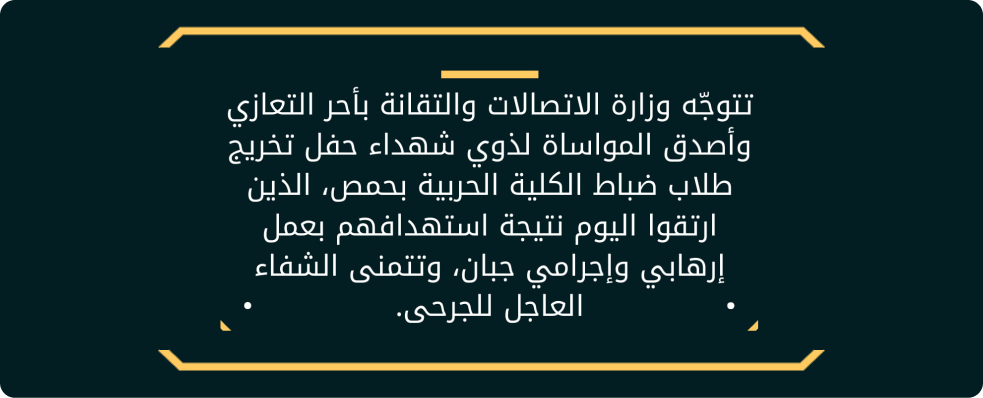 تتوجّه وزارة الاتصالات والتقانة بأحر التعازي
وأصدق المواساة لذوي شهداء حفل تخريج
طلاب ضباط الكلية الحربية بحمص، الذين
ارتقوا اليوم نتيجة استهدافهم بعمل
إرهابي وإجرامي جبان، وتتمنى الشفاء
العاجل للجرحى.